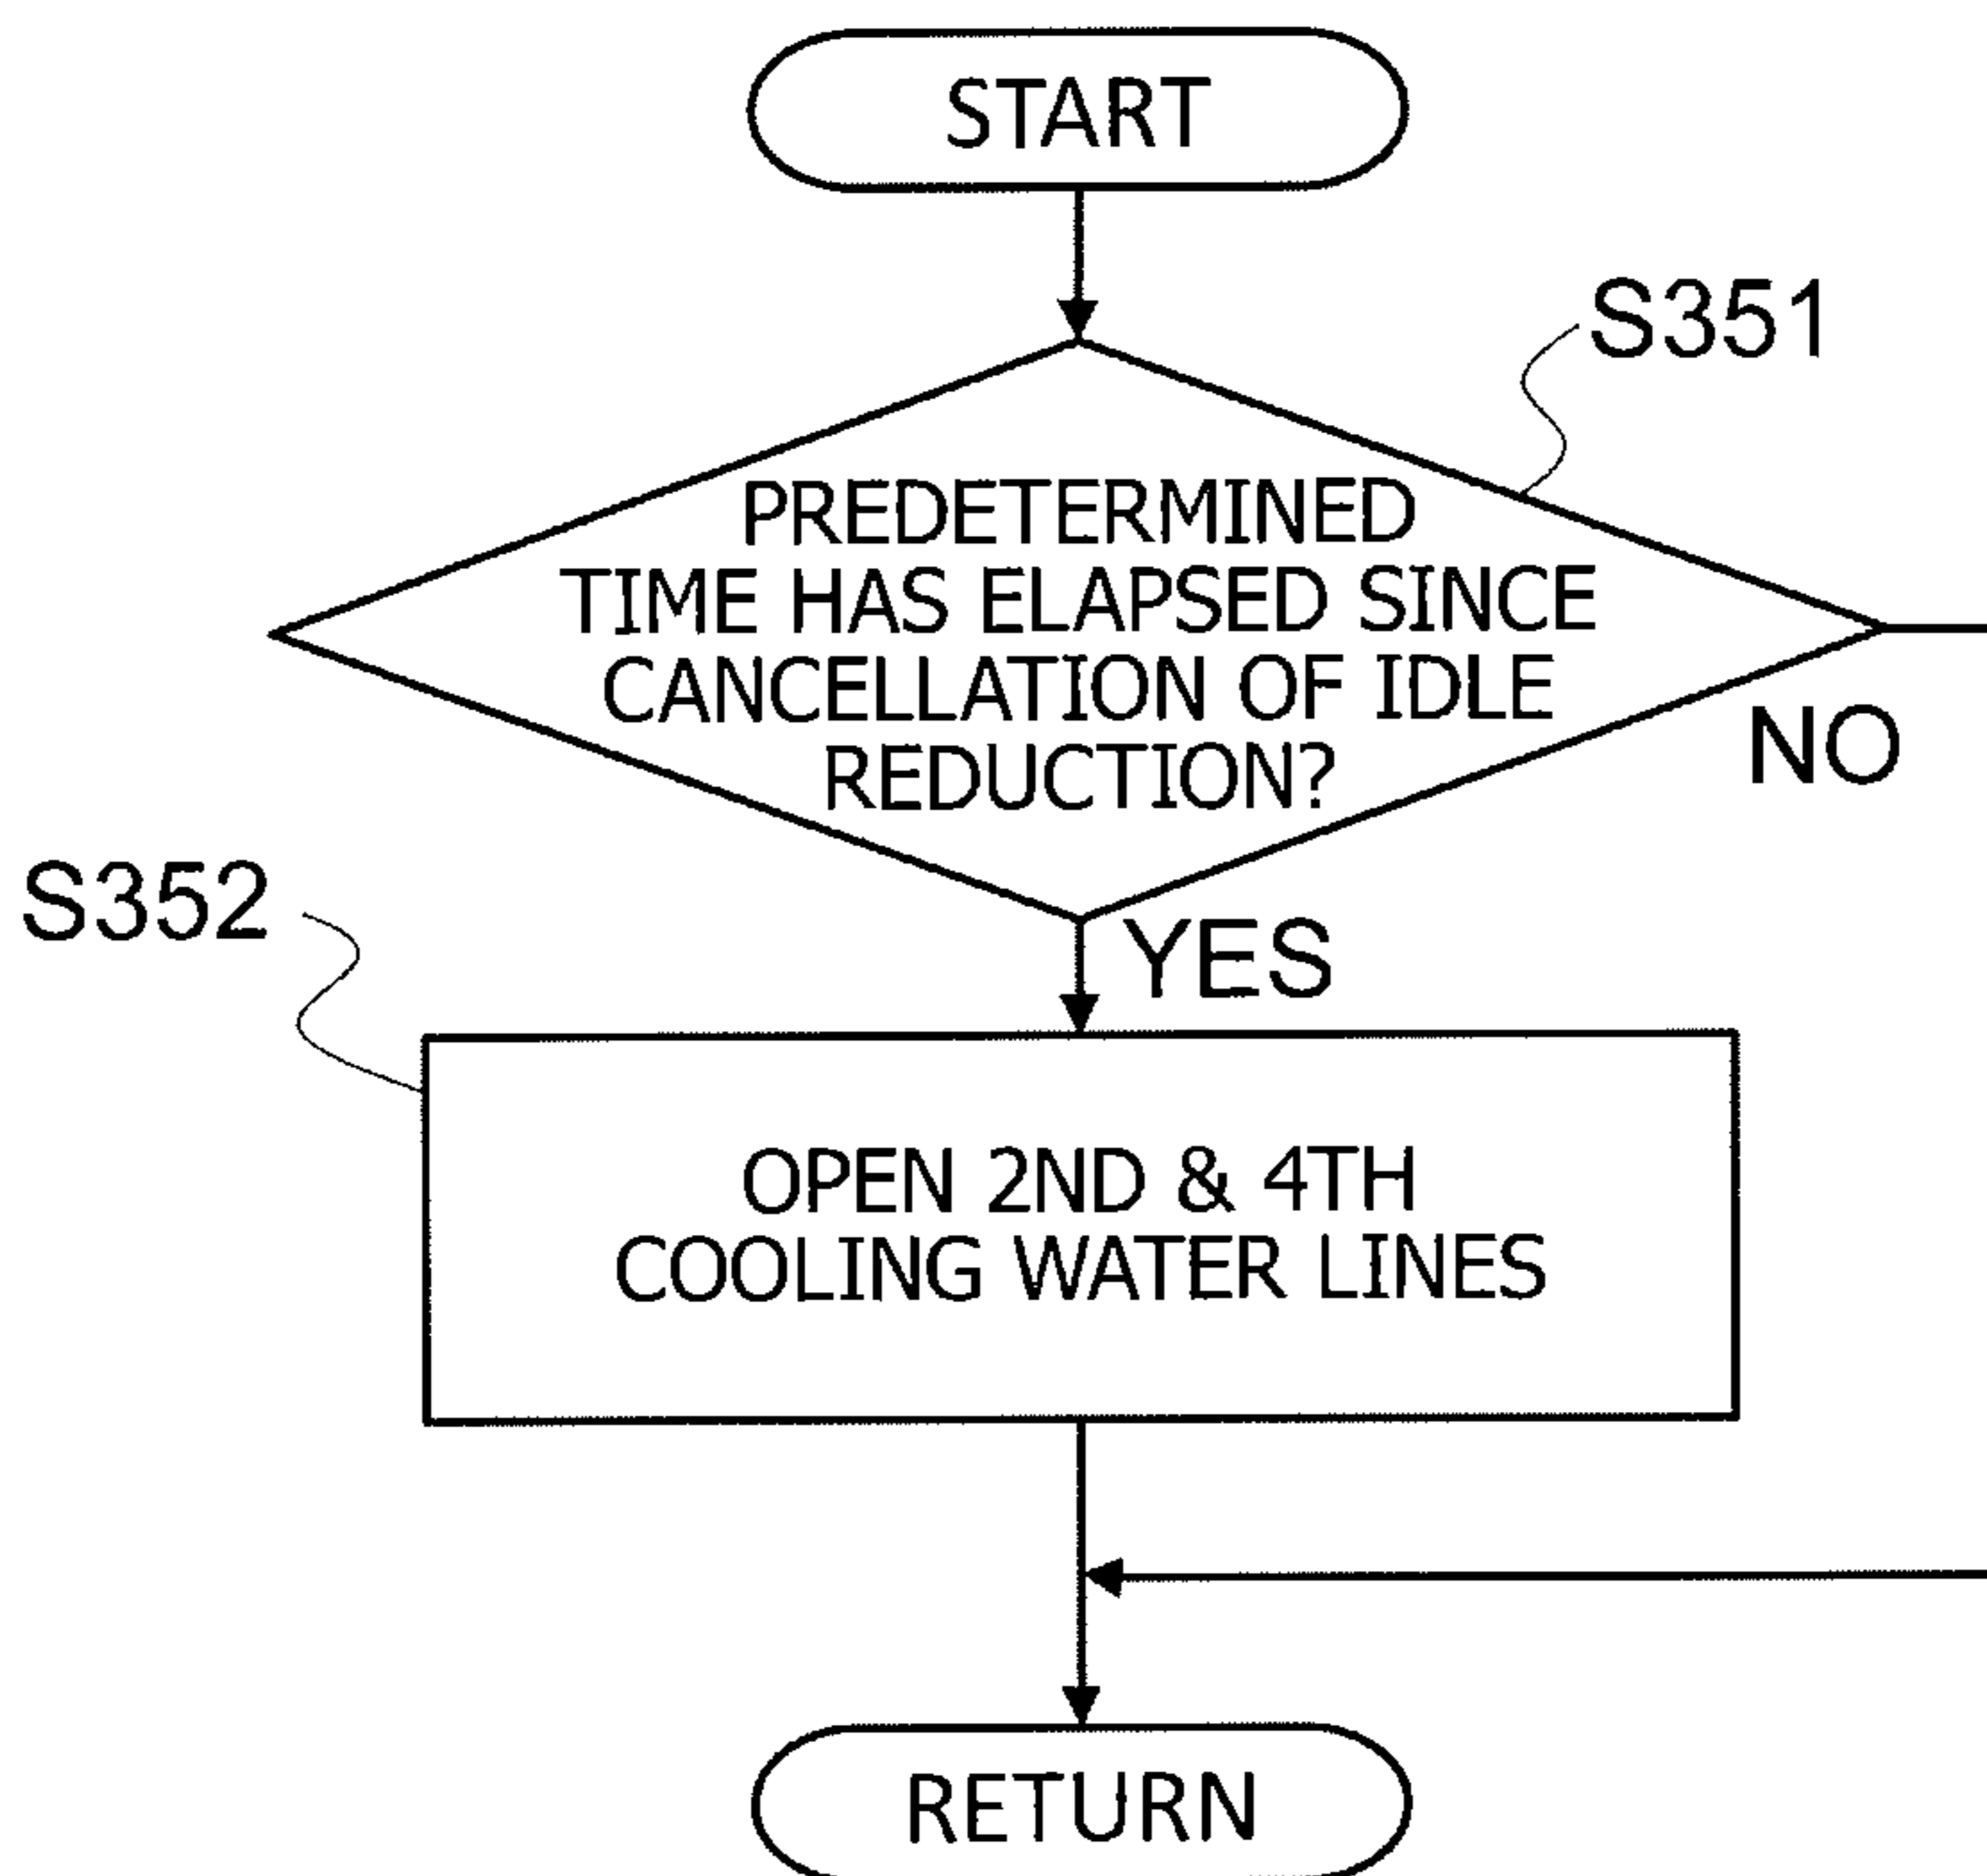 START
S351
PREDETERMINED
TIME HAS ELAPSED SINCE
CANCELLATION OF IDLE
REDUCTION?
NO
S352
YES
OPEN 2ND & 4TH
COOLING WATER LINES
RETURN